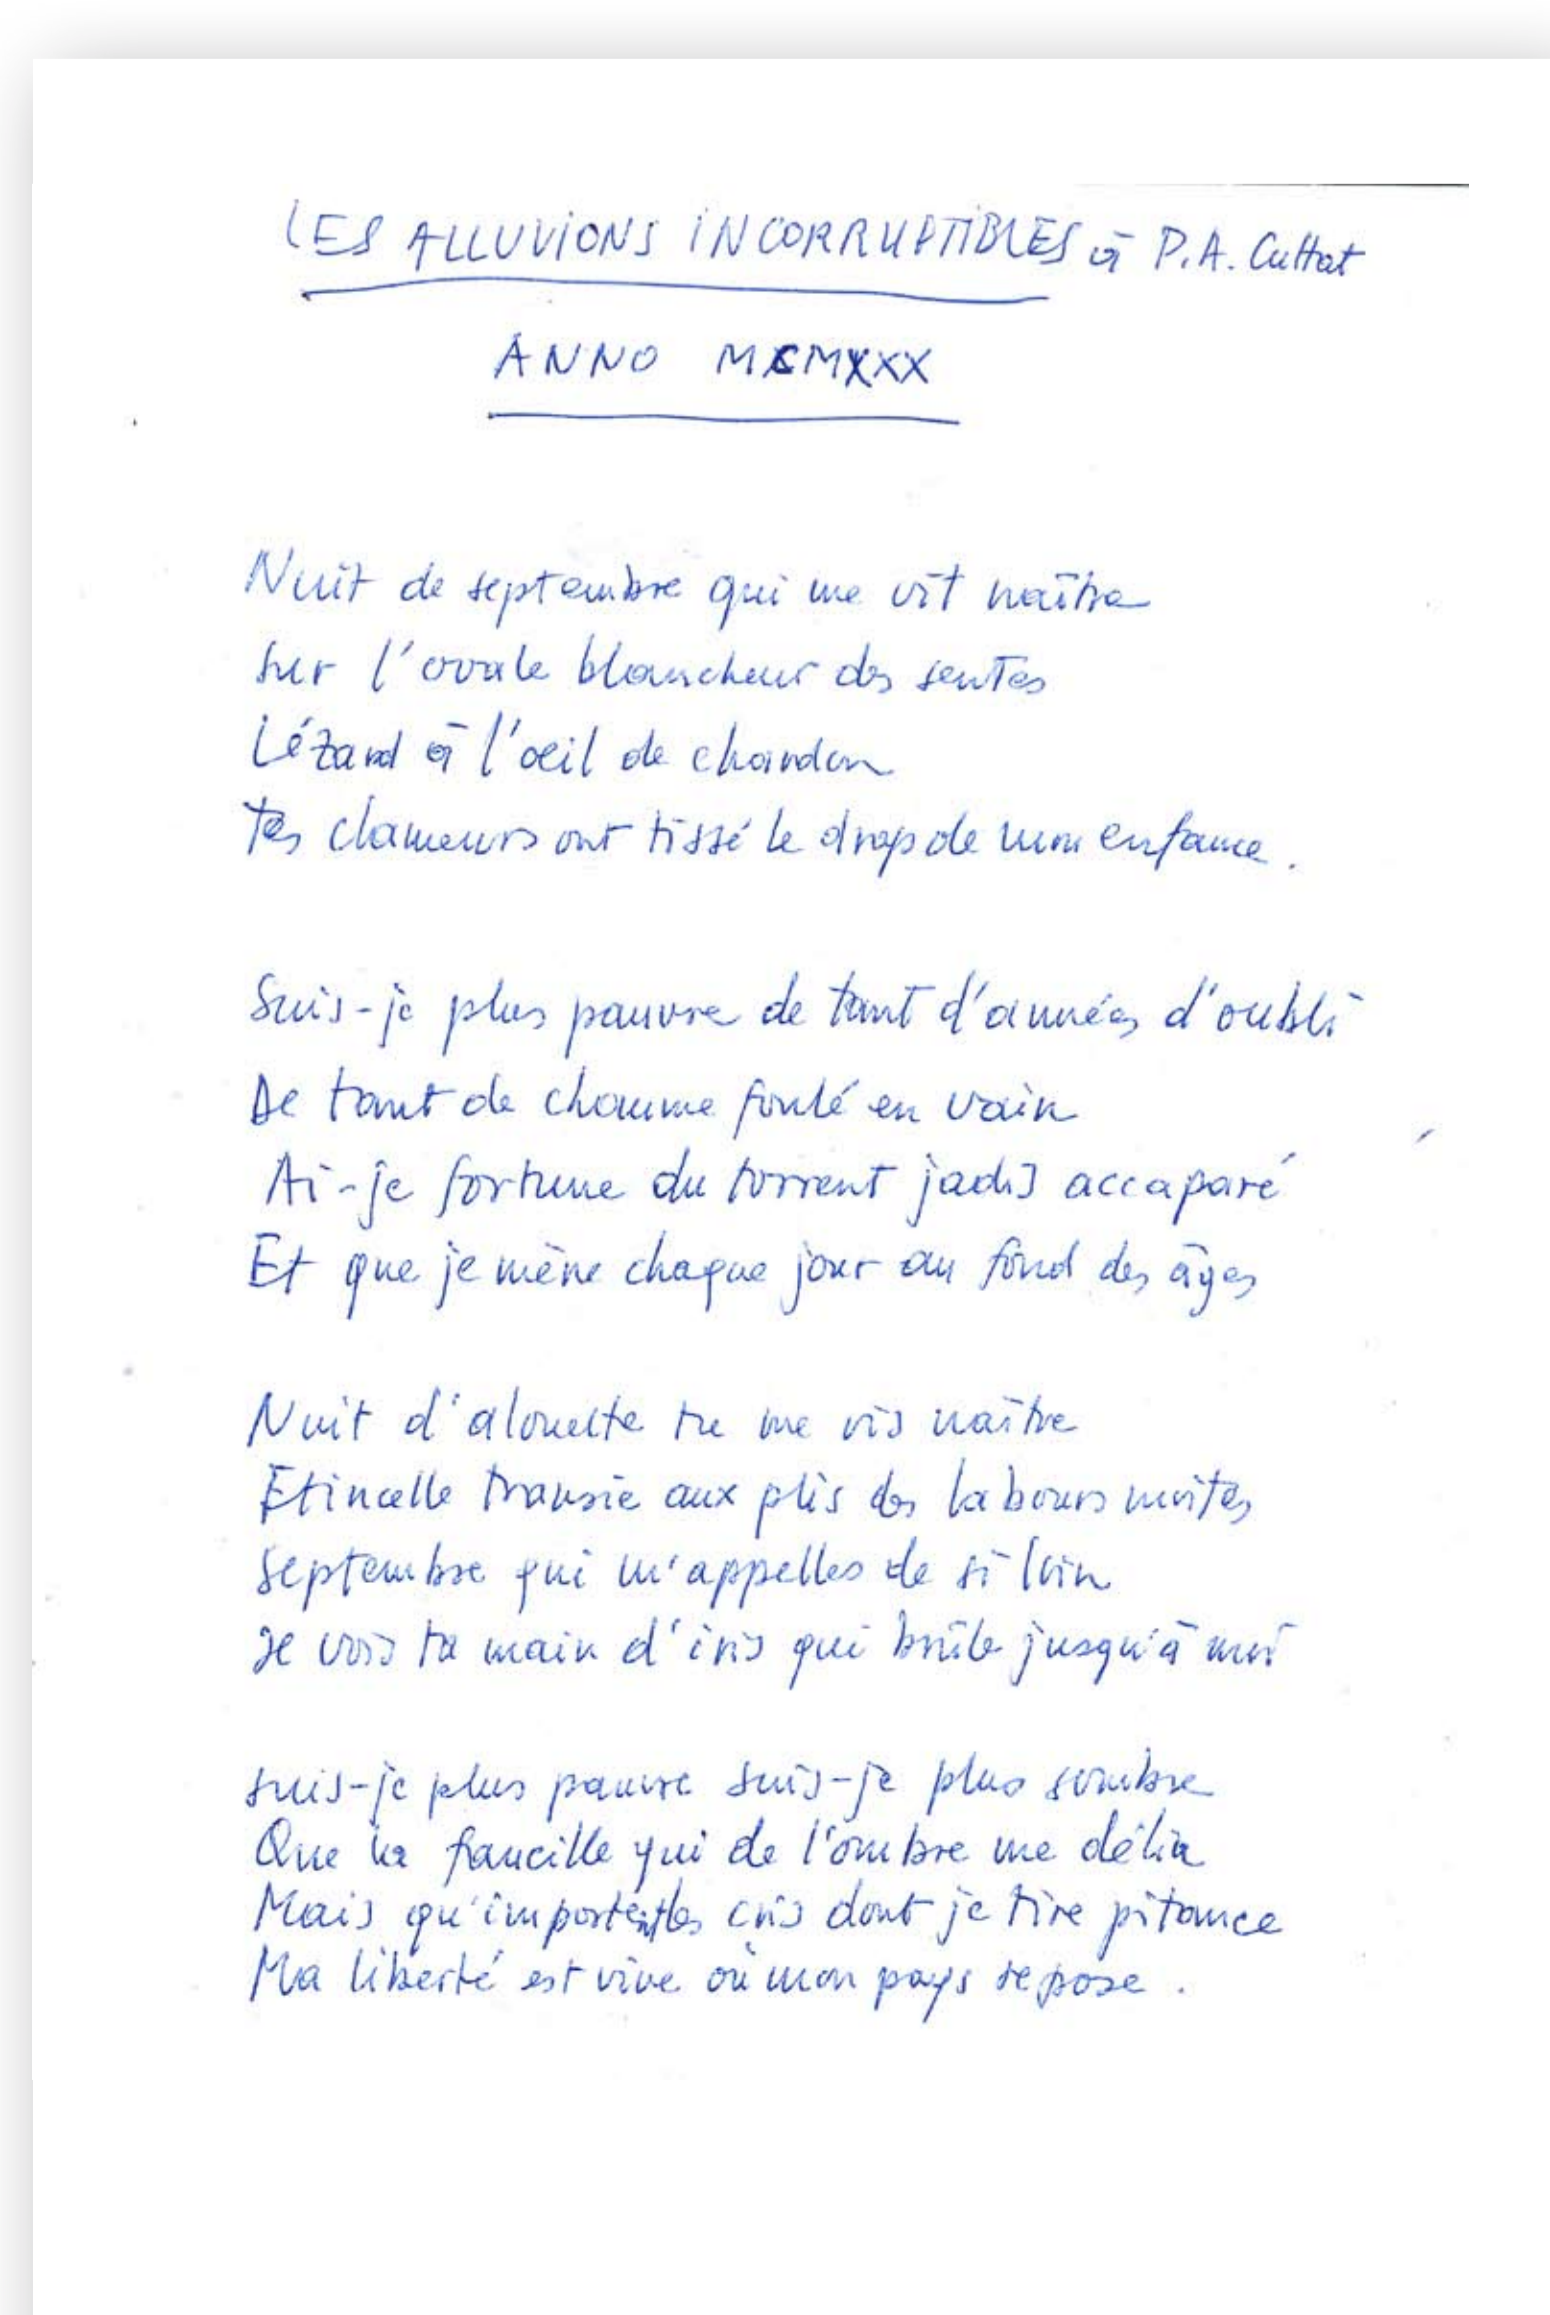 LES ALLUVIONS INCORRUPTIBLES à P.A. Cuttat
ANNO MCMXXX
Nuit de septembre qui me vit naître
Sur l'ovale blancheur des sentes
Lézard à l'oeil de chardon
Tes clameurs ont tissé le drap de mon enfance.
Suis-je plus pauvre de tant d'années d'oubli
De tant de chaume foulé en vain
Ai-je fortune du torrent jadis accaparé
Et que je mène chaque jour au fond des âges
Nuit d'alouette tu me vis naître
Etincelle transie aux plis des labours moites
Septembre qui m'appelles de si loin
Je vois ta main d'iris qui brûle jusqu'à moi
Suis-je plus pauvre suis-je plus sombre
Que la faucille qui de l'ombre me délia
Mais qu'importent les cris dont je tire pitance
Ma liberté est vive où mon pays repose.